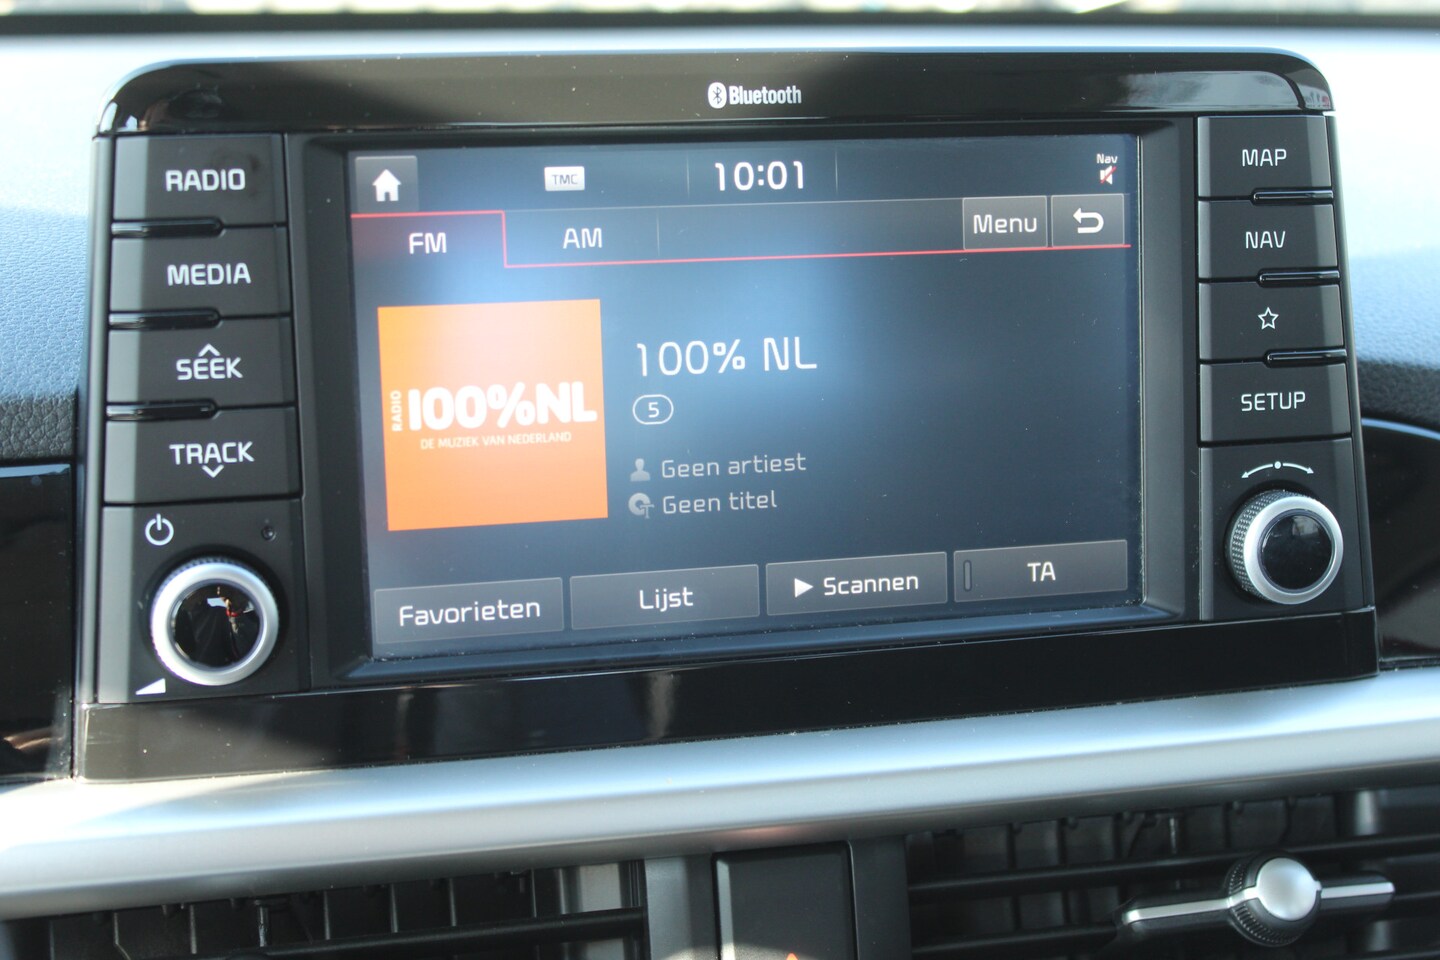 Bluetooth
RADIO
MEDIA
SEEK
TRACK
TMC
10:01
Nav
FM
AM
Menu
RADIO
100%NL
DE MUZIEK VAN NEDERLAND
100% NL
5
Geen artiest
Geen titel
Favorieten
Lijst
Scannen
TA
MAP
NAV
SETUP